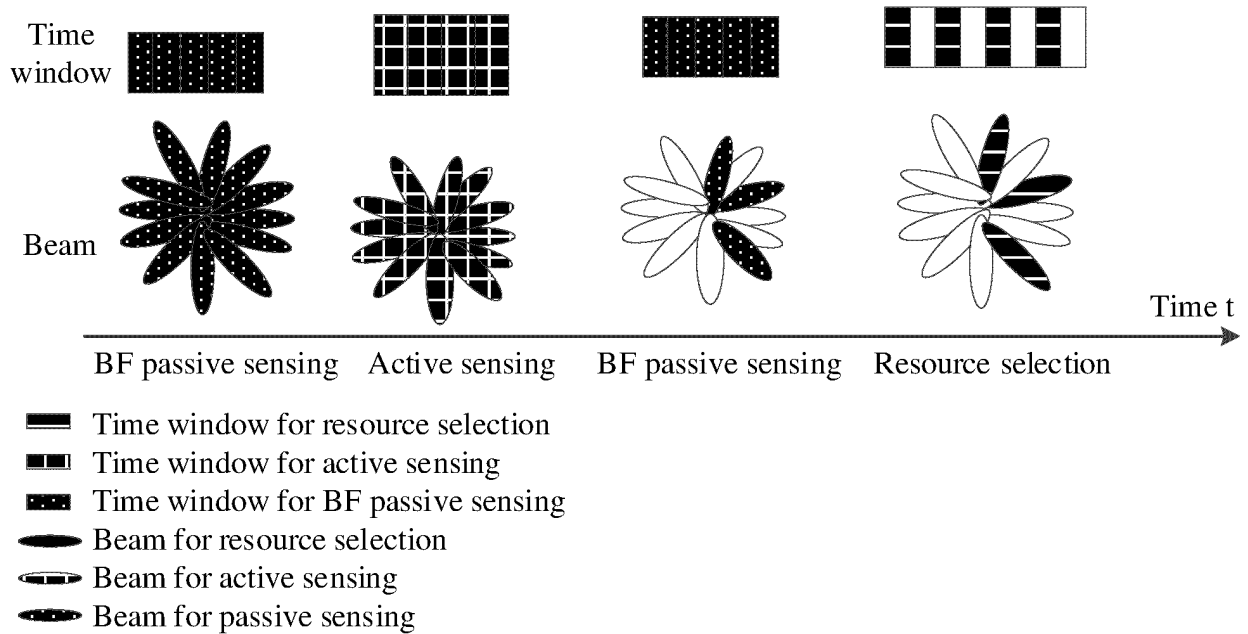 Time
window
Beam
Time t
BF passive sensing
Active sensing
BF passive sensing
Resource selection
Time window for resource selection
Time window for active sensing
Time window for BF passive sensing
Beam for resource selection
Beam for active sensing
Beam for passive sensing